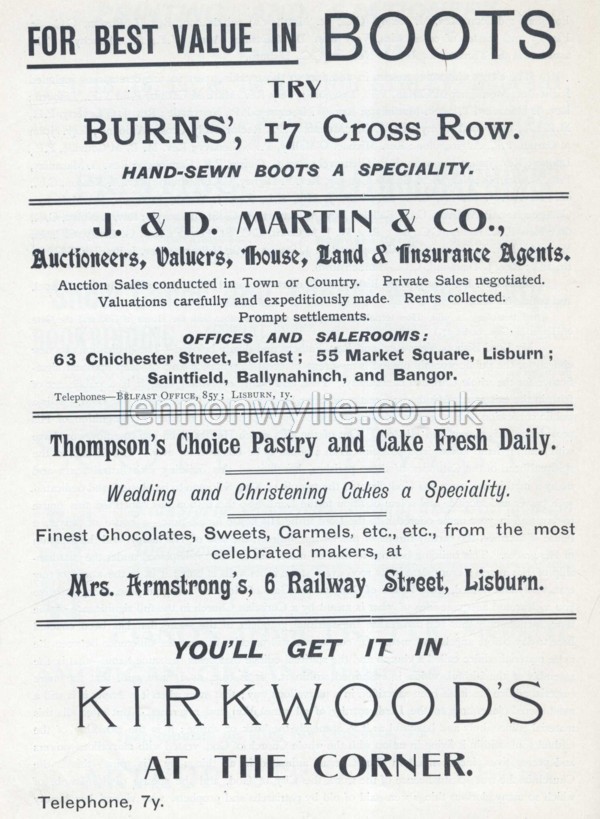 FOR BEST VALUE IN BOOTS
TRY
BURNS', 17 Cross Row.
HAND-SEWN BOOTS A SPECIALITY.
J. & D. MARTIN & CO.,
Auctioneers, Valuers, House, Land & Insurance Agents.
Auction Sales conducted in Town or Country. Private Sales negotiated.
Valuations carefully and expeditiously made. Rents collected.
Prompt settlements.
OFFICES AND SALEROOMS:
63 Chichester Street, Belfast; 55 Market Square, Lisburn;
Saintfield, Ballynahinch, and Bangor.
Telephones—BELFAST OFFICE, 85y; LISBURN, 1y.
lennonwylie.co.uk
Thompson's Choice Pastry and Cake Fresh Daily.
Wedding and Christening Cakes a Speciality.
Finest Chocolates, Sweets, Carmels, etc., etc., from the most
celebrated makers, at
Mrs. Armstrong's, 6 Railway Street, Lisburn.
YOU'LL GET IT IN
KIRKWOOD'S
AT THE CORNER.
Telephone, 7y.